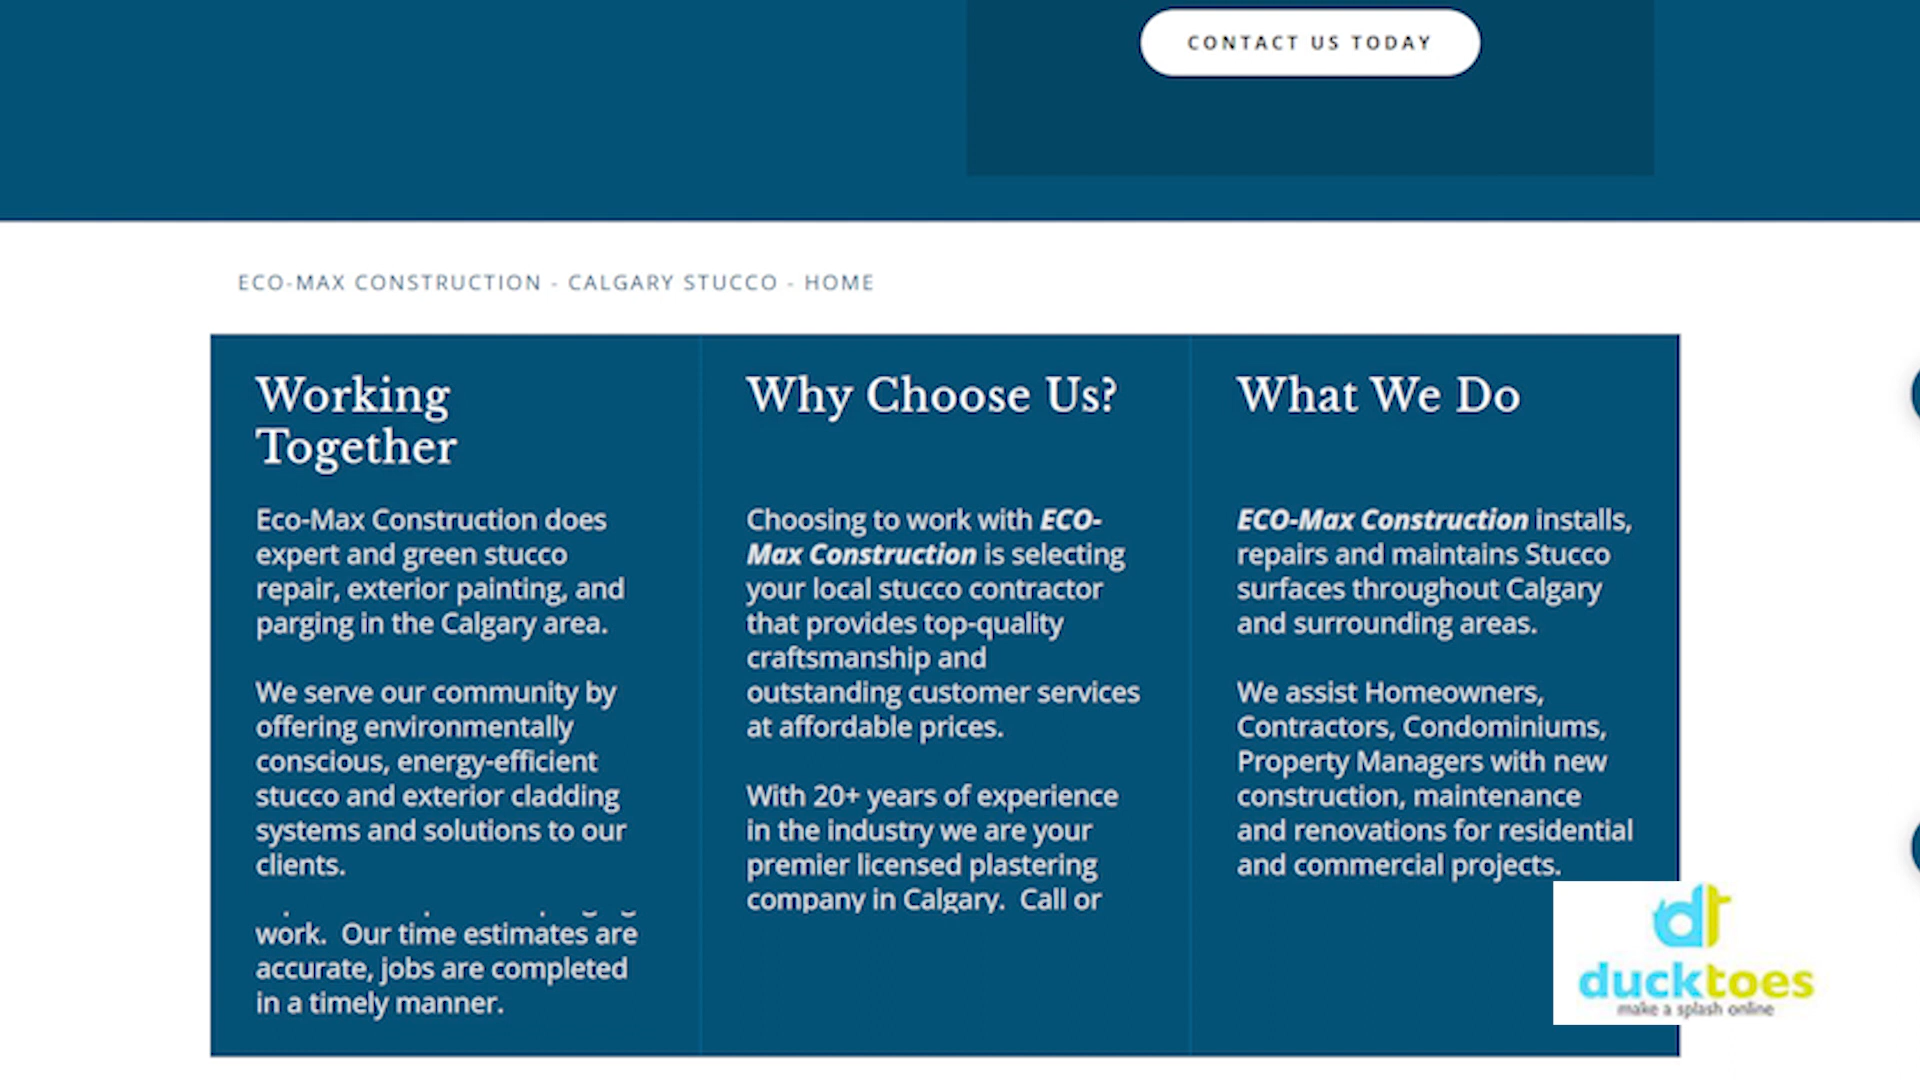 CONTACT US TODAY
ECO-MAX CONSTRUCTION - CALGARY STUCCO - HOME
Working
Together
Eco-Max Construction does
expert and green stucco
repair, exterior painting, and
parging in the Calgary area.
We serve our community by
offering environmentally
conscious, energy-efficient
stucco and exterior cladding
systems and solutions to our
clients.
work. Our time estimates are
accurate, jobs are completed
in a timely manner.
Why Choose Us?
Choosing to work with ECO-
Max Construction is selecting
your local stucco contractor
that provides top-quality
craftsmanship and
outstanding customer services
at affordable prices.
With 20+ years of experience
in the industry we are your
premier licensed plastering
company in Calgary. Call or
What We Do
ECO-Max Construction installs,
repairs and maintains Stucco
surfaces throughout Calgary
and surrounding areas.
We assist Homeowners,
Contractors, Condominiums,
Property Managers with new
construction, maintenance
and renovations for residential
and commercial projects.
dt
ducktoes
make a splash online